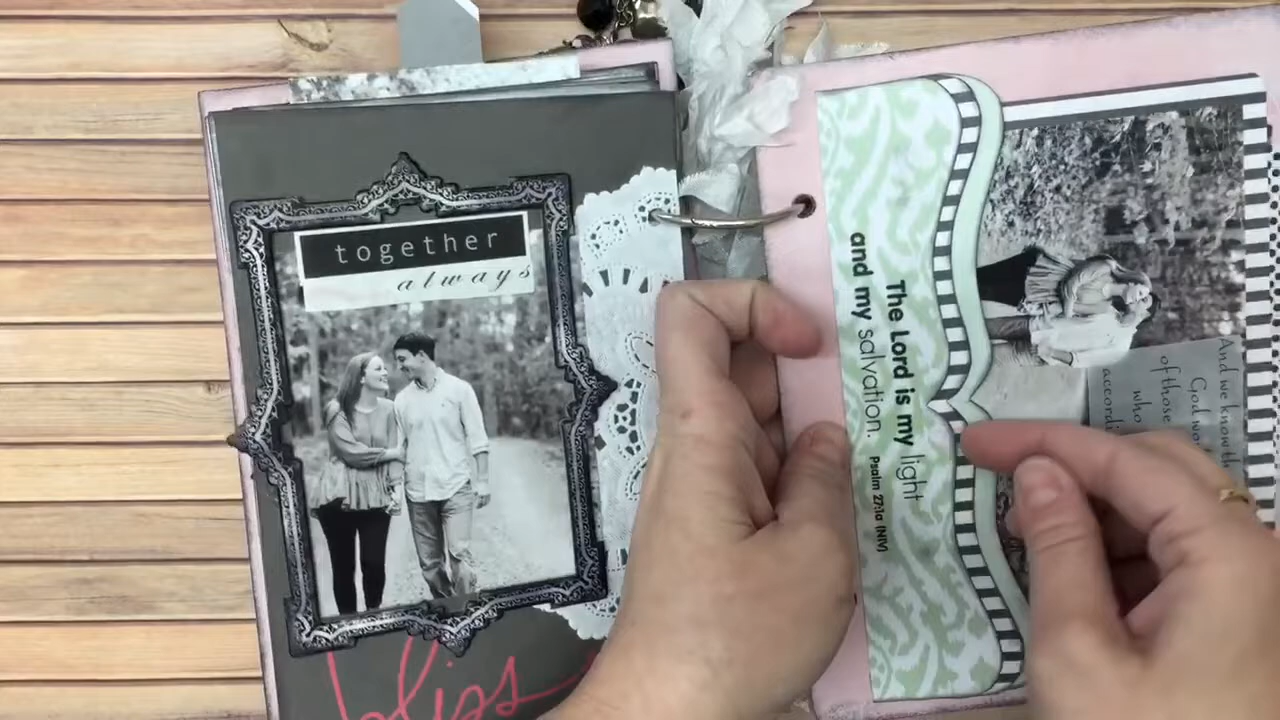 together
always
bliss
The Lord is my light
and my salvation. Psalm 27:1a (NIV)
And we know th
God wor
of those
who
accordi